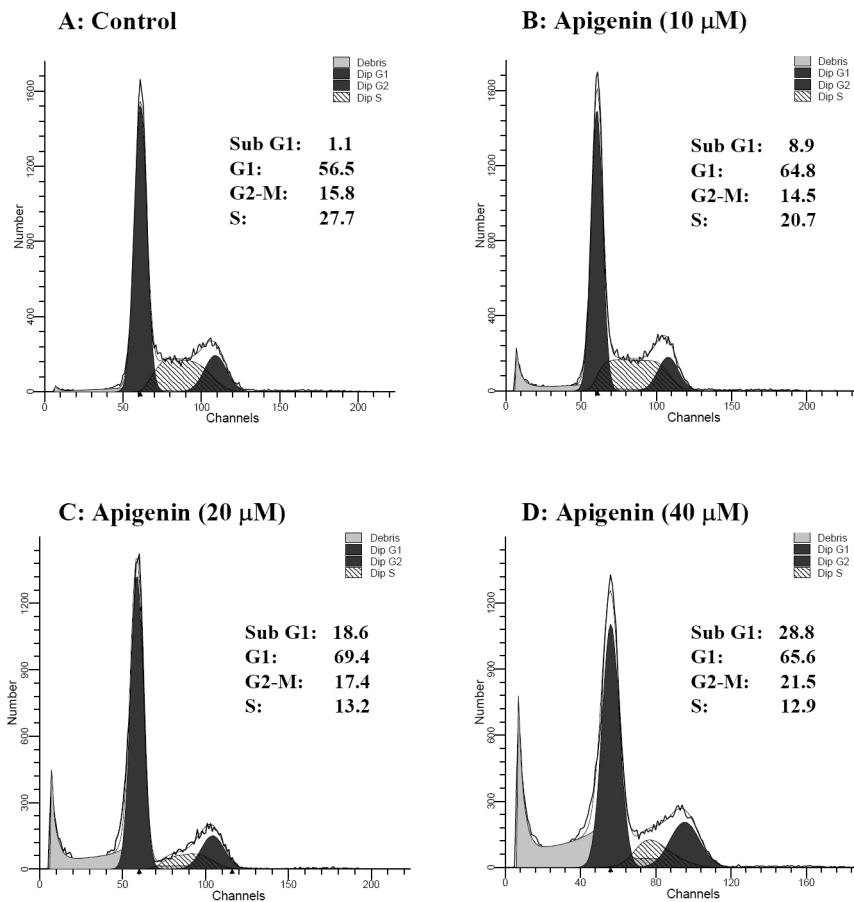 A: Control
Debris
Dip G1
Dip G2
Dip S
Sub G1: 1.1
G1: 56.5
G2-M: 15.8
S: 27.7
Number
0 400 800 1200 1600
0 50 100 150 200
Channels
B: Apigenin (10 μM)
Debris
Dip G1
Dip G2
Dip S
Sub G1: 8.9
G1: 64.8
G2-M: 14.5
S: 20.7
Number
0 400 800 1200 1600
0 50 100 150 200
Channels
C: Apigenin (20 μM)
Debris
Dip G1
Dip G2
Dip S
Sub G1: 18.6
G1: 69.4
G2-M: 17.4
S: 13.2
Number
0 300 600 900 1200
0 50 100 150 200
Channels
D: Apigenin (40 μM)
Debris
Dip G1
Dip G2
Dip S
Sub G1: 28.8
G1: 65.6
G2-M: 21.5
S: 12.9
Number
0 300 600 900 1200
0 40 80 120 160
Channels